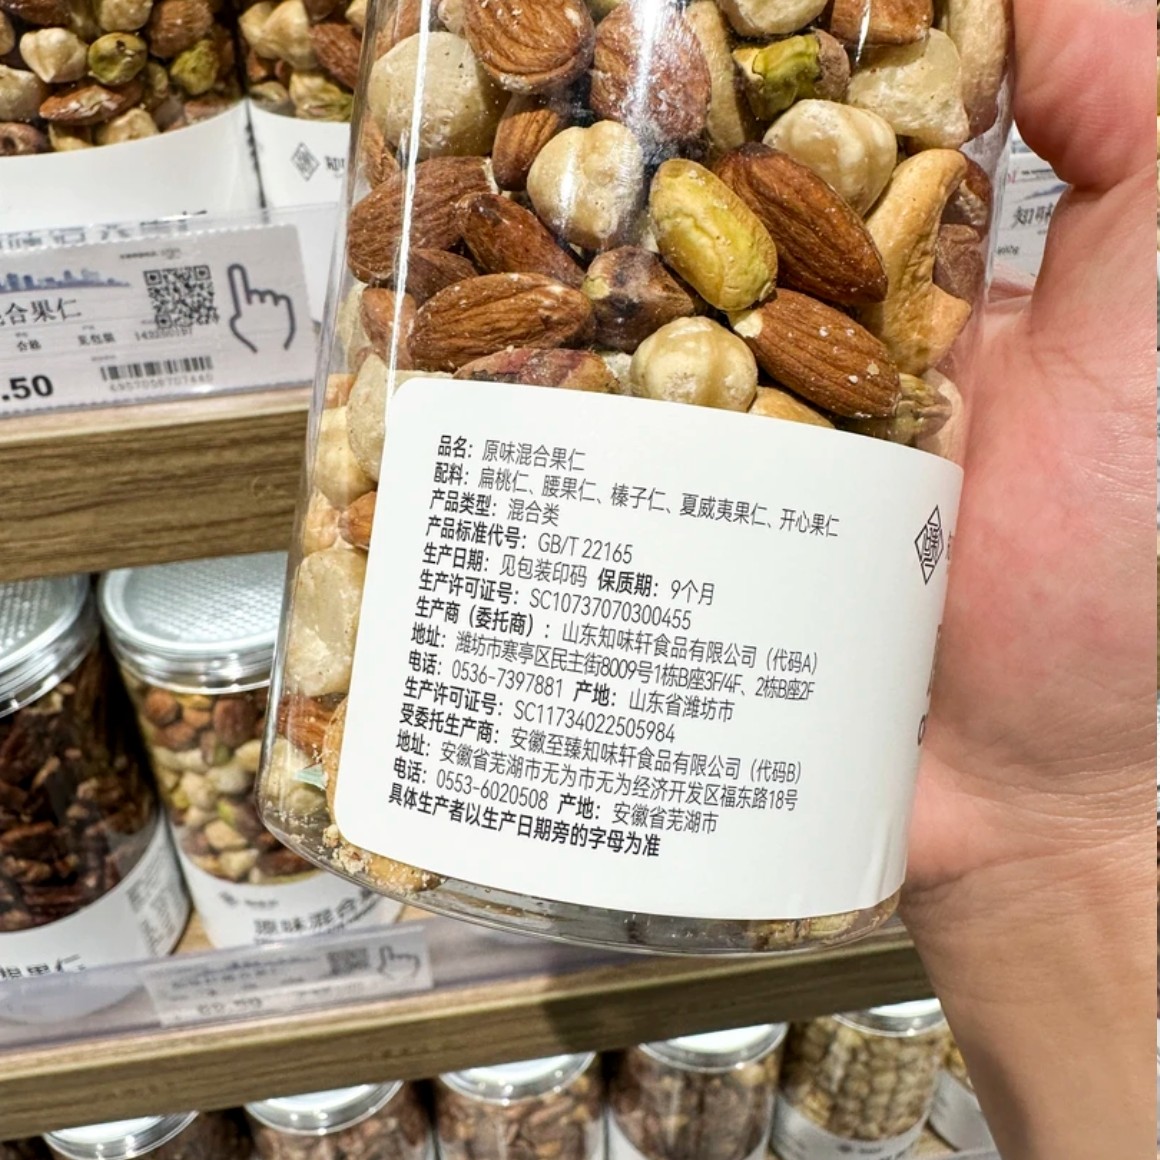 品名：原味混合果仁
配料：扁桃仁、腰果仁、榛子仁、夏威夷果仁、开心果仁
产品类型：混合类
产品标准代号：GB/T 22165
生产日期：见包装印码 保质期：9个月
生产许可证号：SC10737070300455
生产商（委托商）：山东知味轩食品有限公司（代码A）
地址：潍坊市寒亭区民主街8009号1栋B座3F/4F、2栋B座2F
电话：0536-7397881 产地：山东省潍坊市
生产许可证号：SC11734022505984
受委托生产商：安徽至臻知味轩食品有限公司（代码B）
地址：安徽省芜湖市无为市无为经济开发区福东路18号
电话：0553-6020508 产地：安徽省芜湖市
具体生产者以生产日期旁的字母为准
合果仁
合格
.50
知味
原味混合果